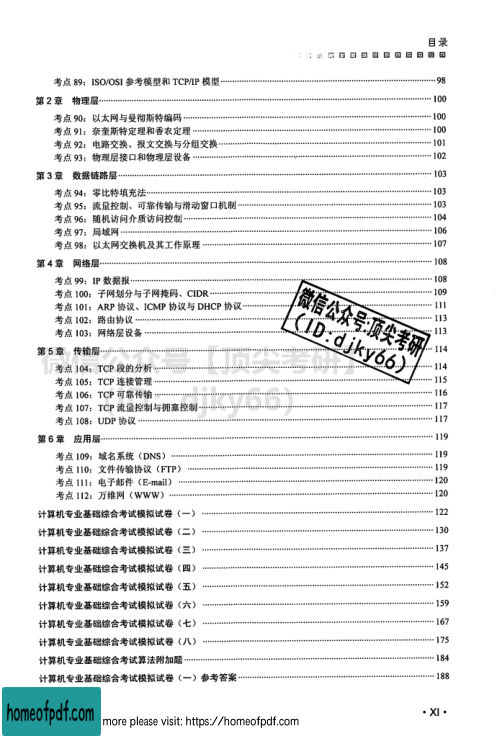 目录
考点 89：ISO/OSI 参考模型和 TCP/IP 模型 98
第 2 章 物理层 100
考点 90：以太网与曼彻斯特编码 100
考点 91：奈奎斯特定理和香农定理 100
考点 92：电路交换、报文交换与分组交换 101
考点 93：物理层接口和物理层设备 102
第 3 章 数据链路层 103
考点 94：零比特填充法 103
考点 95：流量控制、可靠传输与滑动窗口机制 103
考点 96：随机访问介质访问控制 104
考点 97：局域网 106
考点 98：以太网交换机及其工作原理 107
第 4 章 网络层 108
考点 99：IP 数据报 108
考点 100：子网划分与子网掩码、CIDR 109
考点 101：ARP 协议、ICMP 协议与 DHCP 协议 111
考点 102：路由协议 113
考点 103：网络层设备 113
第 5 章 传输层 114
考点 104：TCP 段的分析 114
考点 105：TCP 连接管理 115
考点 106：TCP 可靠传输 116
考点 107：TCP 流量控制与拥塞控制 117
考点 108：UDP 协议 117
第 6 章 应用层 119
考点 109：域名系统（DNS） 119
考点 110：文件传输协议（FTP） 119
考点 111：电子邮件（E-mail） 120
考点 112：万维网（WWW） 120
计算机专业基础综合考试模拟试卷（一） 122
计算机专业基础综合考试模拟试卷（二） 130
计算机专业基础综合考试模拟试卷（三） 137
计算机专业基础综合考试模拟试卷（四） 145
计算机专业基础综合考试模拟试卷（五） 152
计算机专业基础综合考试模拟试卷（六） 159
计算机专业基础综合考试模拟试卷（七） 167
计算机专业基础综合考试模拟试卷（八） 175
计算机专业基础综合考试算法附加题 184
计算机专业基础综合考试模拟试卷（一）参考答案 188
微信公众号:顶尖考研
(ID:djky66)
微信公众号【顶尖考研】
(ID: djky66)
·XI·
homeofpdf.com
more please visit: https://homeofpdf.com